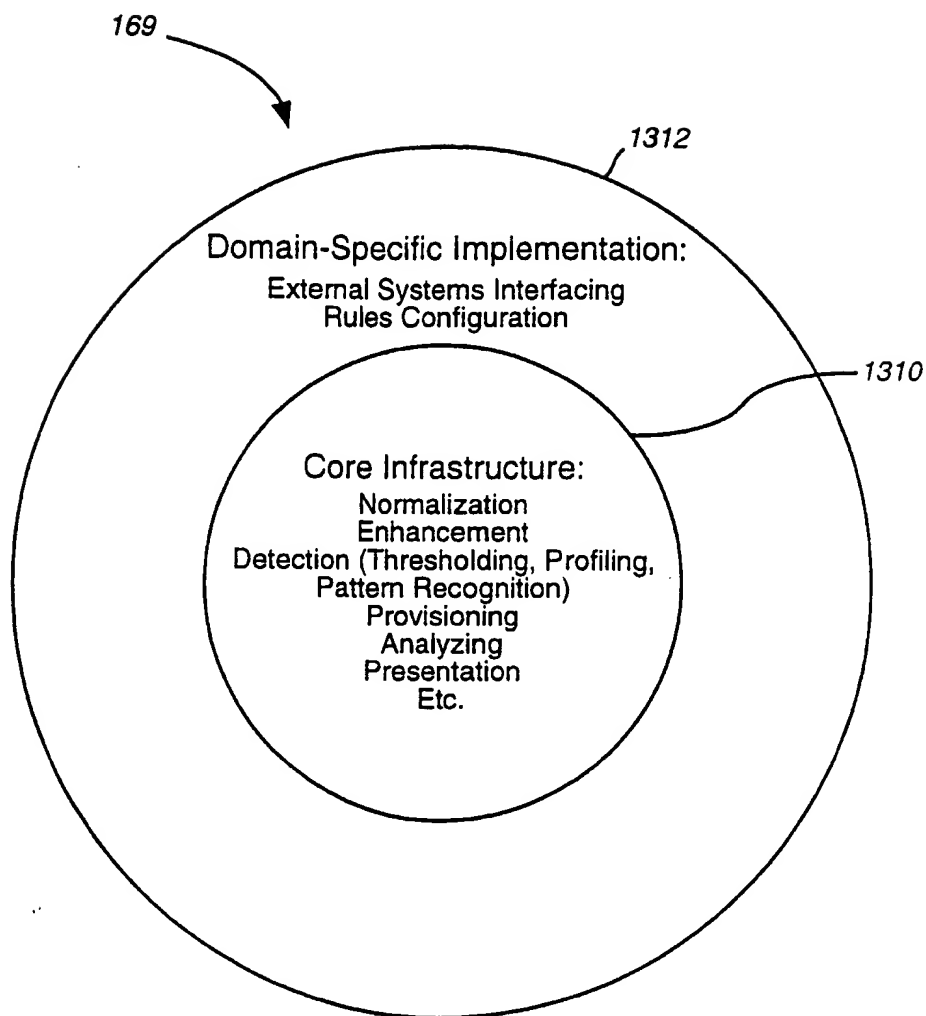 169
1312
Domain-Specific Implementation:
External Systems Interfacing
Rules Configuration
1310
Core Infrastructure:
Normalization
Enhancement
Detection (Thresholding, Profiling,
Pattern Recognition)
Provisioning
Analyzing
Presentation
Etc.